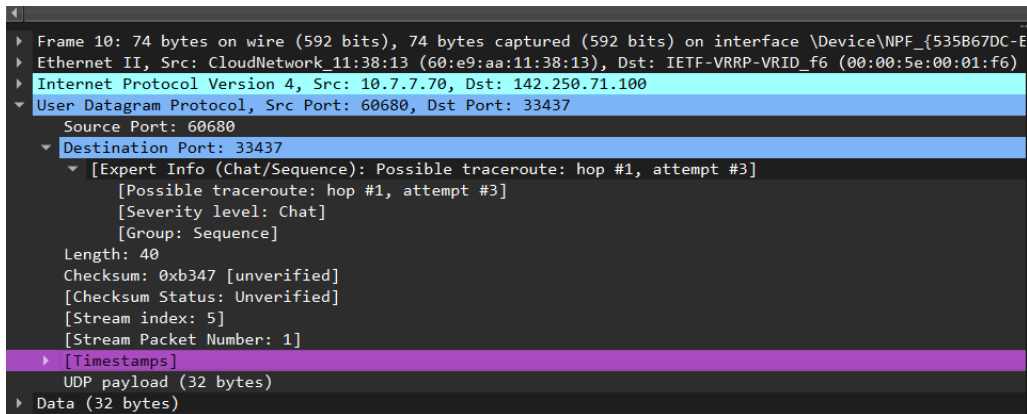 Frame 10: 74 bytes on wire (592 bits), 74 bytes captured (592 bits) on interface \Device\NPF_{535B67DC-E
Ethernet II, Src: CloudNetwork_11:38:13 (60:e9:aa:11:38:13), Dst: IETF-VRRP-VRID_f6 (00:00:5e:00:01:f6)
Internet Protocol Version 4, Src: 10.7.7.70, Dst: 142.250.71.100
User Datagram Protocol, Src Port: 60680, Dst Port: 33437
Source Port: 60680
Destination Port: 33437
[Expert Info (Chat/Sequence): Possible traceroute: hop #1, attempt #3]
[Possible traceroute: hop #1, attempt #3]
[Severity level: Chat]
[Group: Sequence]
Length: 40
Checksum: 0xb347 [unverified]
[Checksum Status: Unverified]
[Stream index: 5]
[Stream Packet Number: 1]
[Timestamps]
UDP payload (32 bytes)
Data (32 bytes)